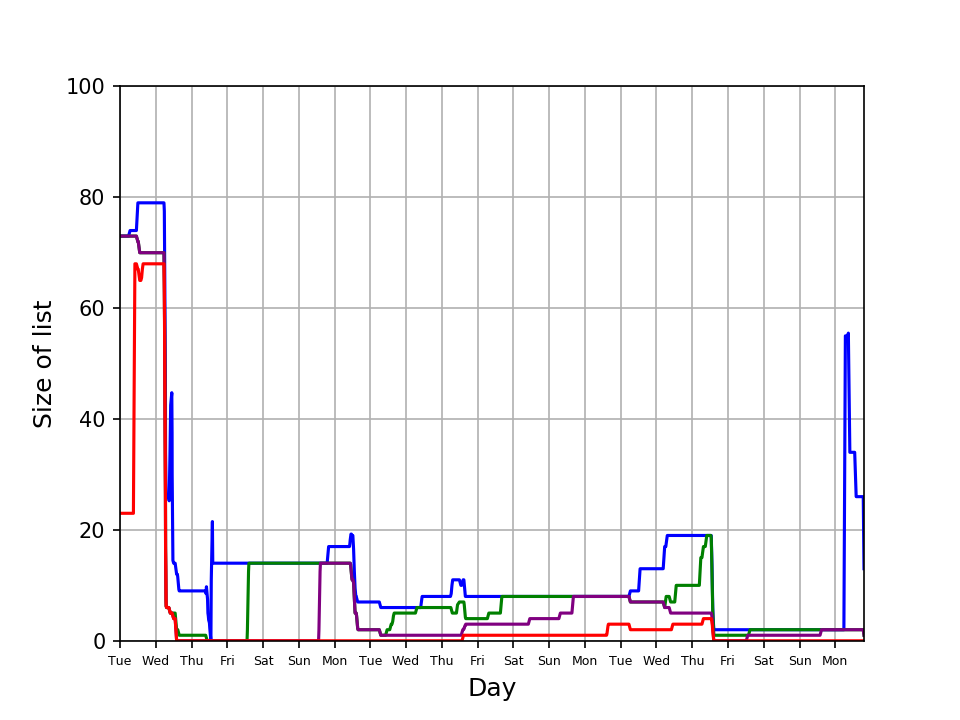 100
80
60
40
20
0
Size of list
Tue Wed Thu Fri Sat Sun Mon Tue Wed Thu Fri Sat Sun Mon Tue Wed Thu Fri Sat Sun Mon
Day